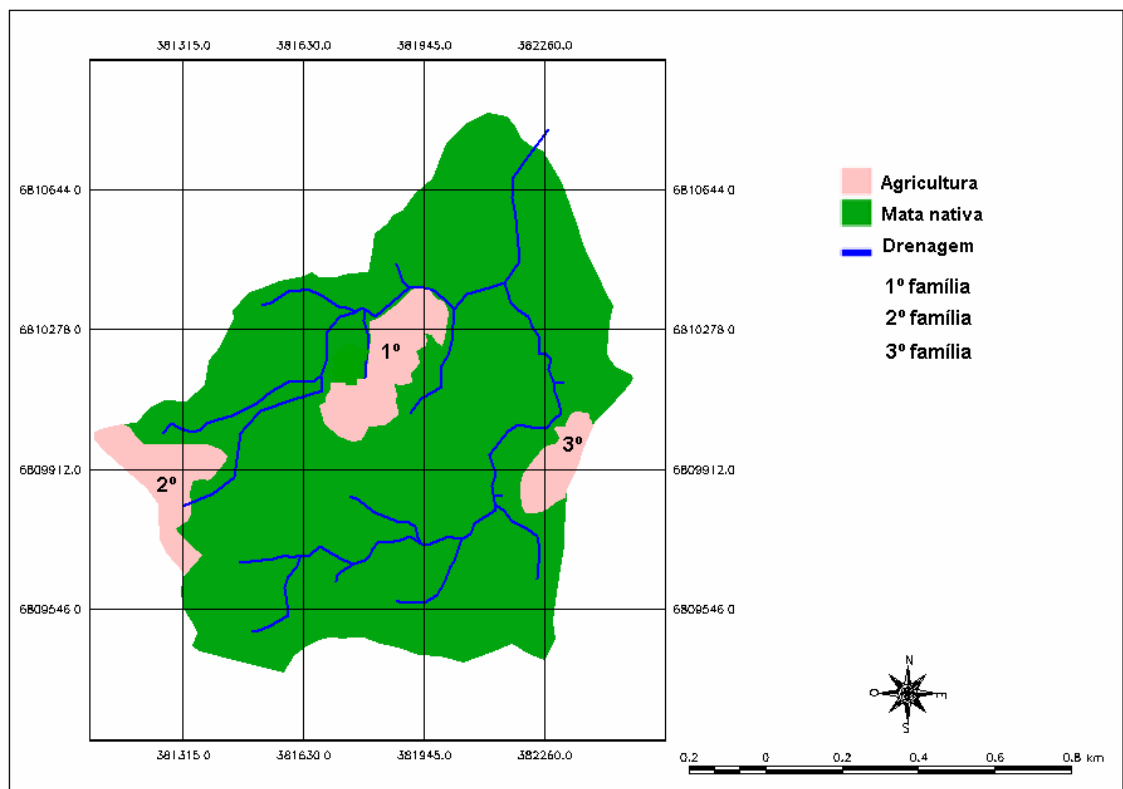 381315.0 381630.0 381945.0 382260.0
6810644.0 6810644.0
Agricultura
Mata nativa
Drenagem
1º família
2º família
3º família
6810278.0 6810278.0
1º
3º
2º
6809912.0 6809912.0
6809546.0 6809546.0
N
O E
S
381315.0 381630.0 381945.0 382260.0
0.2 0 0.2 0.4 0.6 0.8 km